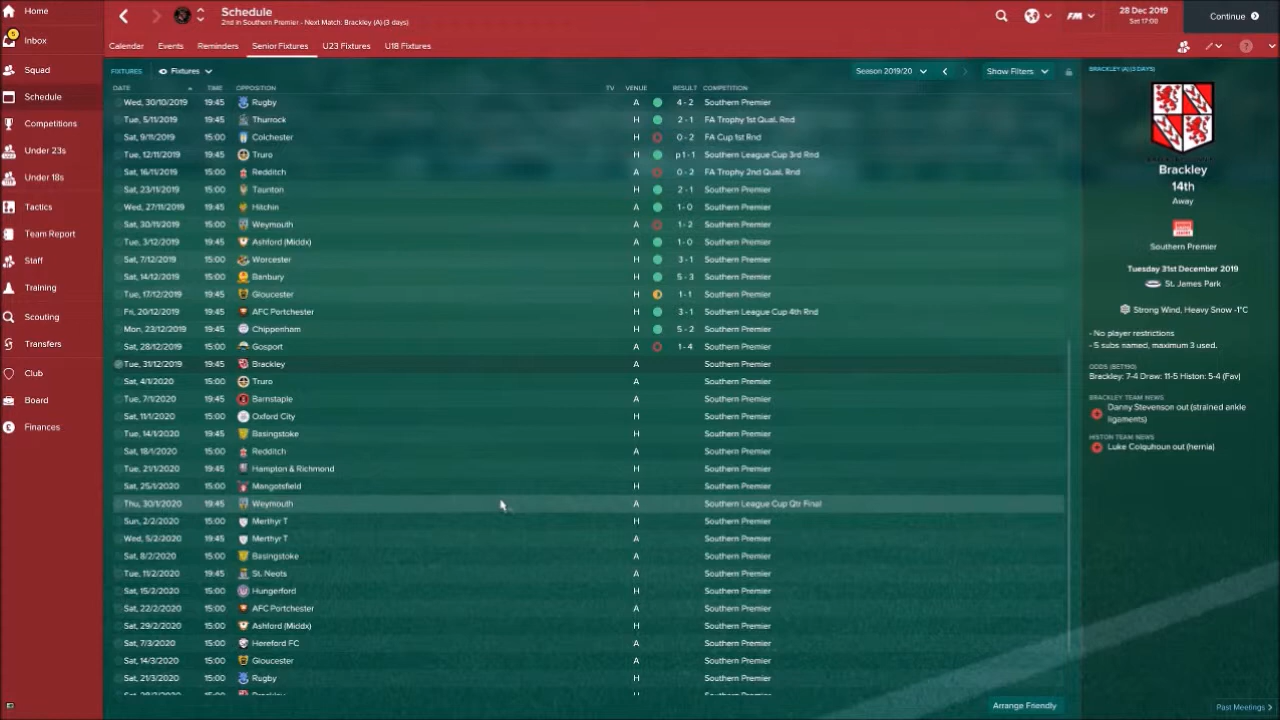 Home
Inbox
Squad
Schedule
Competitions
Under 23s
Under 18s
Tactics
Team Report
Staff
Training
Scouting
Transfers
Club
Board
Finances
Schedule
2nd in Southern Premier - Next Match: Brackley (A) (3 days)
28 Dec 2019
Sat 17:00
Continue
FM
Calendar Events Reminders Senior Fixtures U23 Fixtures U18 Fixtures
FIXTURES Fixtures Season 2019/20 Show Filters
DATE TIME OPPOSITION TV VENUE RESULT COMPETITION
Wed, 30/10/2019 19:45 Rugby A 4 - 2 Southern Premier
Tue, 5/11/2019 19:45 Thurrock H 2 - 1 FA Trophy 1st Qual. Rnd
Sat, 9/11/2019 15:00 Colchester H 0 - 2 FA Cup 1st Rnd
Tue, 12/11/2019 19:45 Truro H p 1 - 1 Southern League Cup 3rd Rnd
Sat, 16/11/2019 15:00 Redditch A 0 - 2 FA Trophy 2nd Qual. Rnd
Sat, 23/11/2019 15:00 Taunton H 2 - 1 Southern Premier
Wed, 27/11/2019 19:45 Hitchin A 1 - 0 Southern Premier
Sat, 30/11/2019 15:00 Weymouth A 1 - 2 Southern Premier
Tue, 3/12/2019 19:45 Ashford (Middx) A 1 - 0 Southern Premier
Sat, 7/12/2019 15:00 Worcester H 3 - 1 Southern Premier
Sat, 14/12/2019 15:00 Banbury H 5 - 3 Southern Premier
Tue, 17/12/2019 19:45 Gloucester H 1 - 1 Southern Premier
Fri, 20/12/2019 19:45 AFC Portchester H 3 - 1 Southern League Cup 4th Rnd
Mon, 23/12/2019 19:45 Chippenham H 5 - 2 Southern Premier
Sat, 28/12/2019 15:00 Gosport A 1 - 4 Southern Premier
Tue, 31/12/2019 19:45 Brackley A Southern Premier
Sat, 4/1/2020 15:00 Truro A Southern Premier
Tue, 7/1/2020 19:45 Barnstaple A Southern Premier
Sat, 11/1/2020 15:00 Oxford City H Southern Premier
Tue, 14/1/2020 19:45 Basingstoke H Southern Premier
Sat, 18/1/2020 15:00 Redditch A Southern Premier
Tue, 21/1/2020 19:45 Hampton & Richmond H Southern Premier
Sat, 25/1/2020 15:00 Mangotsfield H Southern Premier
Thu, 30/1/2020 19:45 Weymouth A Southern League Cup Qtr Final
Sun, 2/2/2020 15:00 Merthyr T H Southern Premier
Wed, 5/2/2020 19:45 Merthyr T A Southern Premier
Sat, 8/2/2020 15:00 Basingstoke A Southern Premier
Tue, 11/2/2020 19:45 St. Neots A Southern Premier
Sat, 15/2/2020 15:00 Hungerford H Southern Premier
Sat, 22/2/2020 15:00 AFC Portchester A Southern Premier
Sat, 29/2/2020 15:00 Ashford (Middx) H Southern Premier
Sat, 7/3/2020 15:00 Hereford FC A Southern Premier
Sat, 14/3/2020 15:00 Gloucester A Southern Premier
Sat, 21/3/2020 15:00 Rugby H Southern Premier
Arrange Friendly
BRACKLEY (A) (3 DAYS)
Brackley
14th
Away
Southern Premier
Tuesday 31st December 2019
St. James Park
Strong Wind, Heavy Snow -1°C
- No player restrictions
- 5 subs named, maximum 3 used.
ODDS (BET190)
Brackley: 7-4 Draw: 11-5 Histon: 5-4 (Fav)
BRACKLEY TEAM NEWS
Danny Stevenson out (strained ankle
ligaments)
HISTON TEAM NEWS
Luke Colquhoun out (hernia)
Past Meetings >